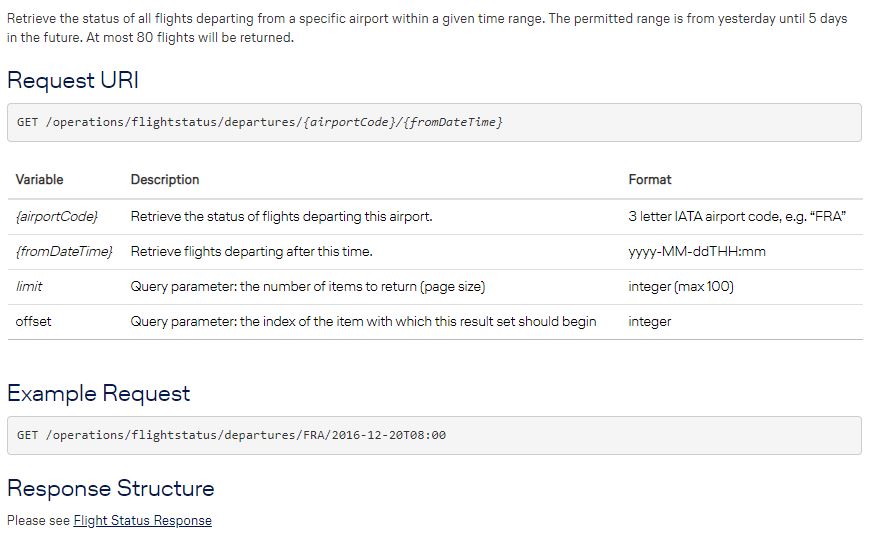 Retrieve the status of all flights departing from a specific airport within a given time range. The permitted range is from yesterday until 5 days
in the future. At most 80 flights will be returned.
Request URI
GET /operations/flightstatus/departures/{airportCode}/{fromDateTime}
Variable Description Format
{airportCode} Retrieve the status of flights departing this airport. 3 letter IATA airport code, e.g. “FRA”
{fromDateTime} Retrieve flights departing after this time. yyyy-MM-ddTHH:mm
limit Query parameter: the number of items to return (page size) integer (max 100)
offset Query parameter: the index of the item with which this result set should begin integer
Example Request
GET /operations/flightstatus/departures/FRA/2016-12-20T08:00
Response Structure
Please see Flight Status Response